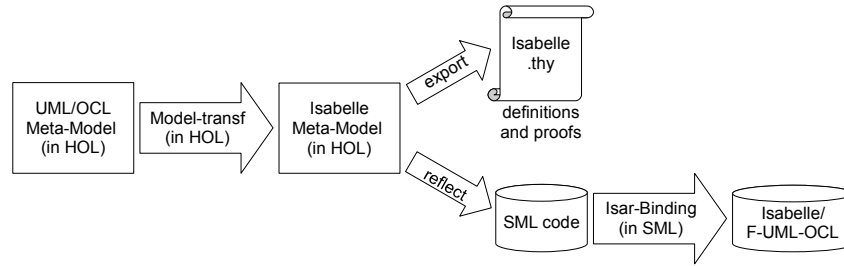 UML/OCL
Meta-Model
(in HOL)
Model-transf
(in HOL)
Isabelle
Meta-Model
(in HOL)
export
Isabelle
.thy
definitions
and proofs
reflect
SML code
Isar-Binding
(in SML)
Isabelle/
F-UML-OCL